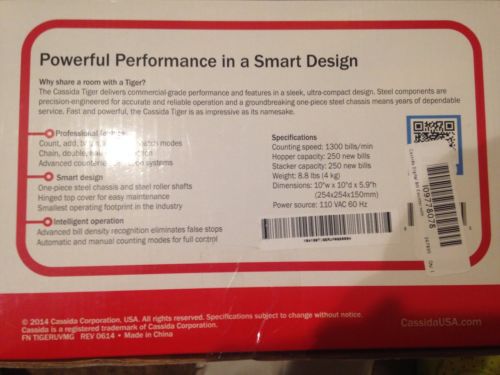 Powerful Performance in a Smart Design
Why share a room with a Tiger?
The Cassida Tiger delivers commercial-grade performance and features in a sleek, ultra-compact design. Steel components are
precision-engineered for accurate and reliable operation and a groundbreaking one-piece steel chassis means years of dependable
service. Fast and powerful, the Cassida Tiger is as impressive as its namesake.
Professional
Count, add, modes
Chain, double,
Advanced counterfeit systems
Smart design
One-piece steel chassis and steel roller shafts
Hinged top cover for easy maintenance
Smallest operating footprint in the industry
Intelligent operation
Advanced bill density recognition eliminates false stops
Automatic and manual counting modes for full control
Specifications
Counting speed: 1300 bills/min
Hopper capacity: 250 new bills
Stacker capacity: 250 new bills
Weight: 8.8 lbs (4 kg)
Dimensions: 10"w x 10"d x 5.9"h
(254x254x150mm)
Power source: 110 VAC 60 Hz
© 2014 Cassida Corporation. USA. All rights reserved. Specifications subject to change without notice.
Cassida is a registered trademark of Cassida Corporation.
FN TIGERUVMG REV 0614 • Made in China
CassidaUSA.com